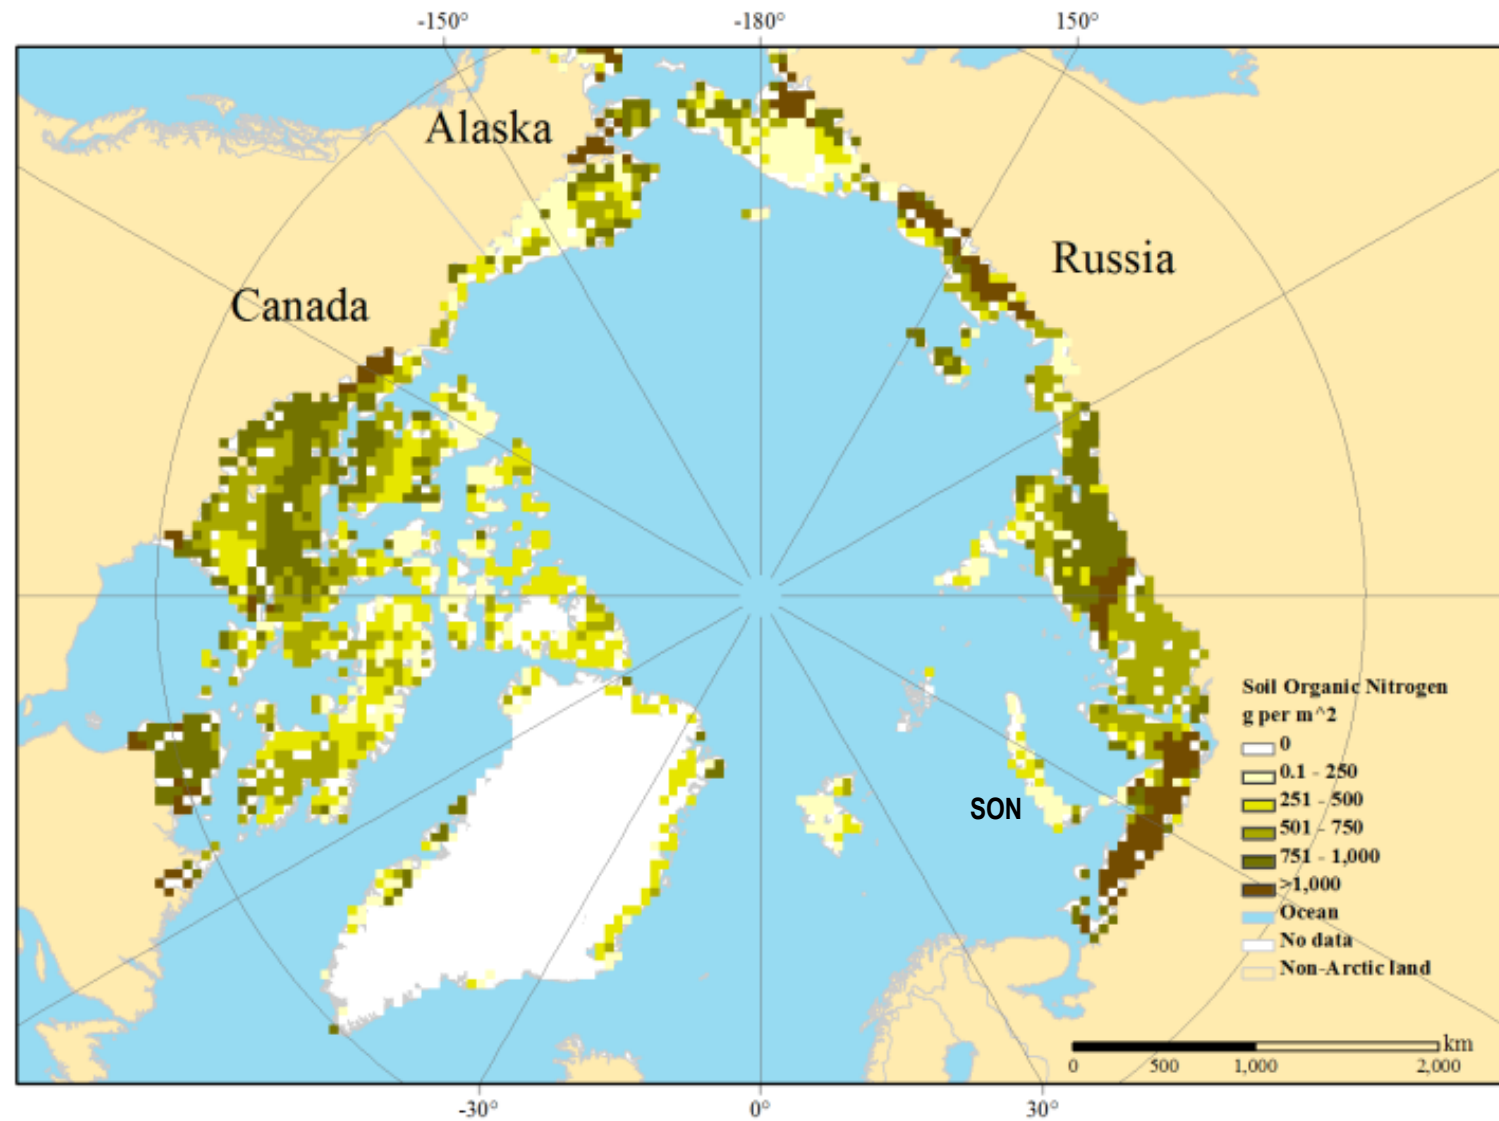 -150°
-180°
150°
Alaska
Russia
Canada
Soil Organic Nitrogen
g per m^2
0
0.1 - 250
251 - 500
501 - 750
751 - 1,000
>1,000
Ocean
No data
Non-Arctic land
SON
km
0
500
1,000
2,000
-30°
0°
30°